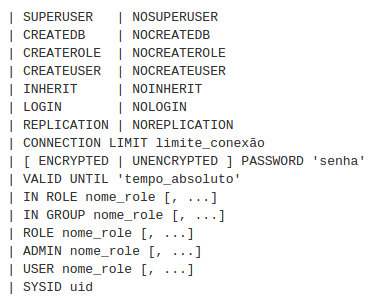 | SUPERUSER   | NOSUPERUSER
| CREATEDB    | NOCREATEDB
| CREATEROLE  | NOCREATEROLE
| CREATEUSER  | NOCREATEUSER
| INHERIT     | NOINHERIT
| LOGIN       | NOLOGIN
| REPLICATION | NOREPLICATION
| CONNECTION LIMIT limite_conexão
| [ ENCRYPTED | UNENCRYPTED ] PASSWORD 'senha'
| VALID UNTIL 'tempo_absoluto'
| IN ROLE nome_role [, ...]
| IN GROUP nome_role [, ...]
| ROLE nome_role [, ...]
| ADMIN nome_role [, ...]
| USER nome_role [, ...]
| SYSID uid